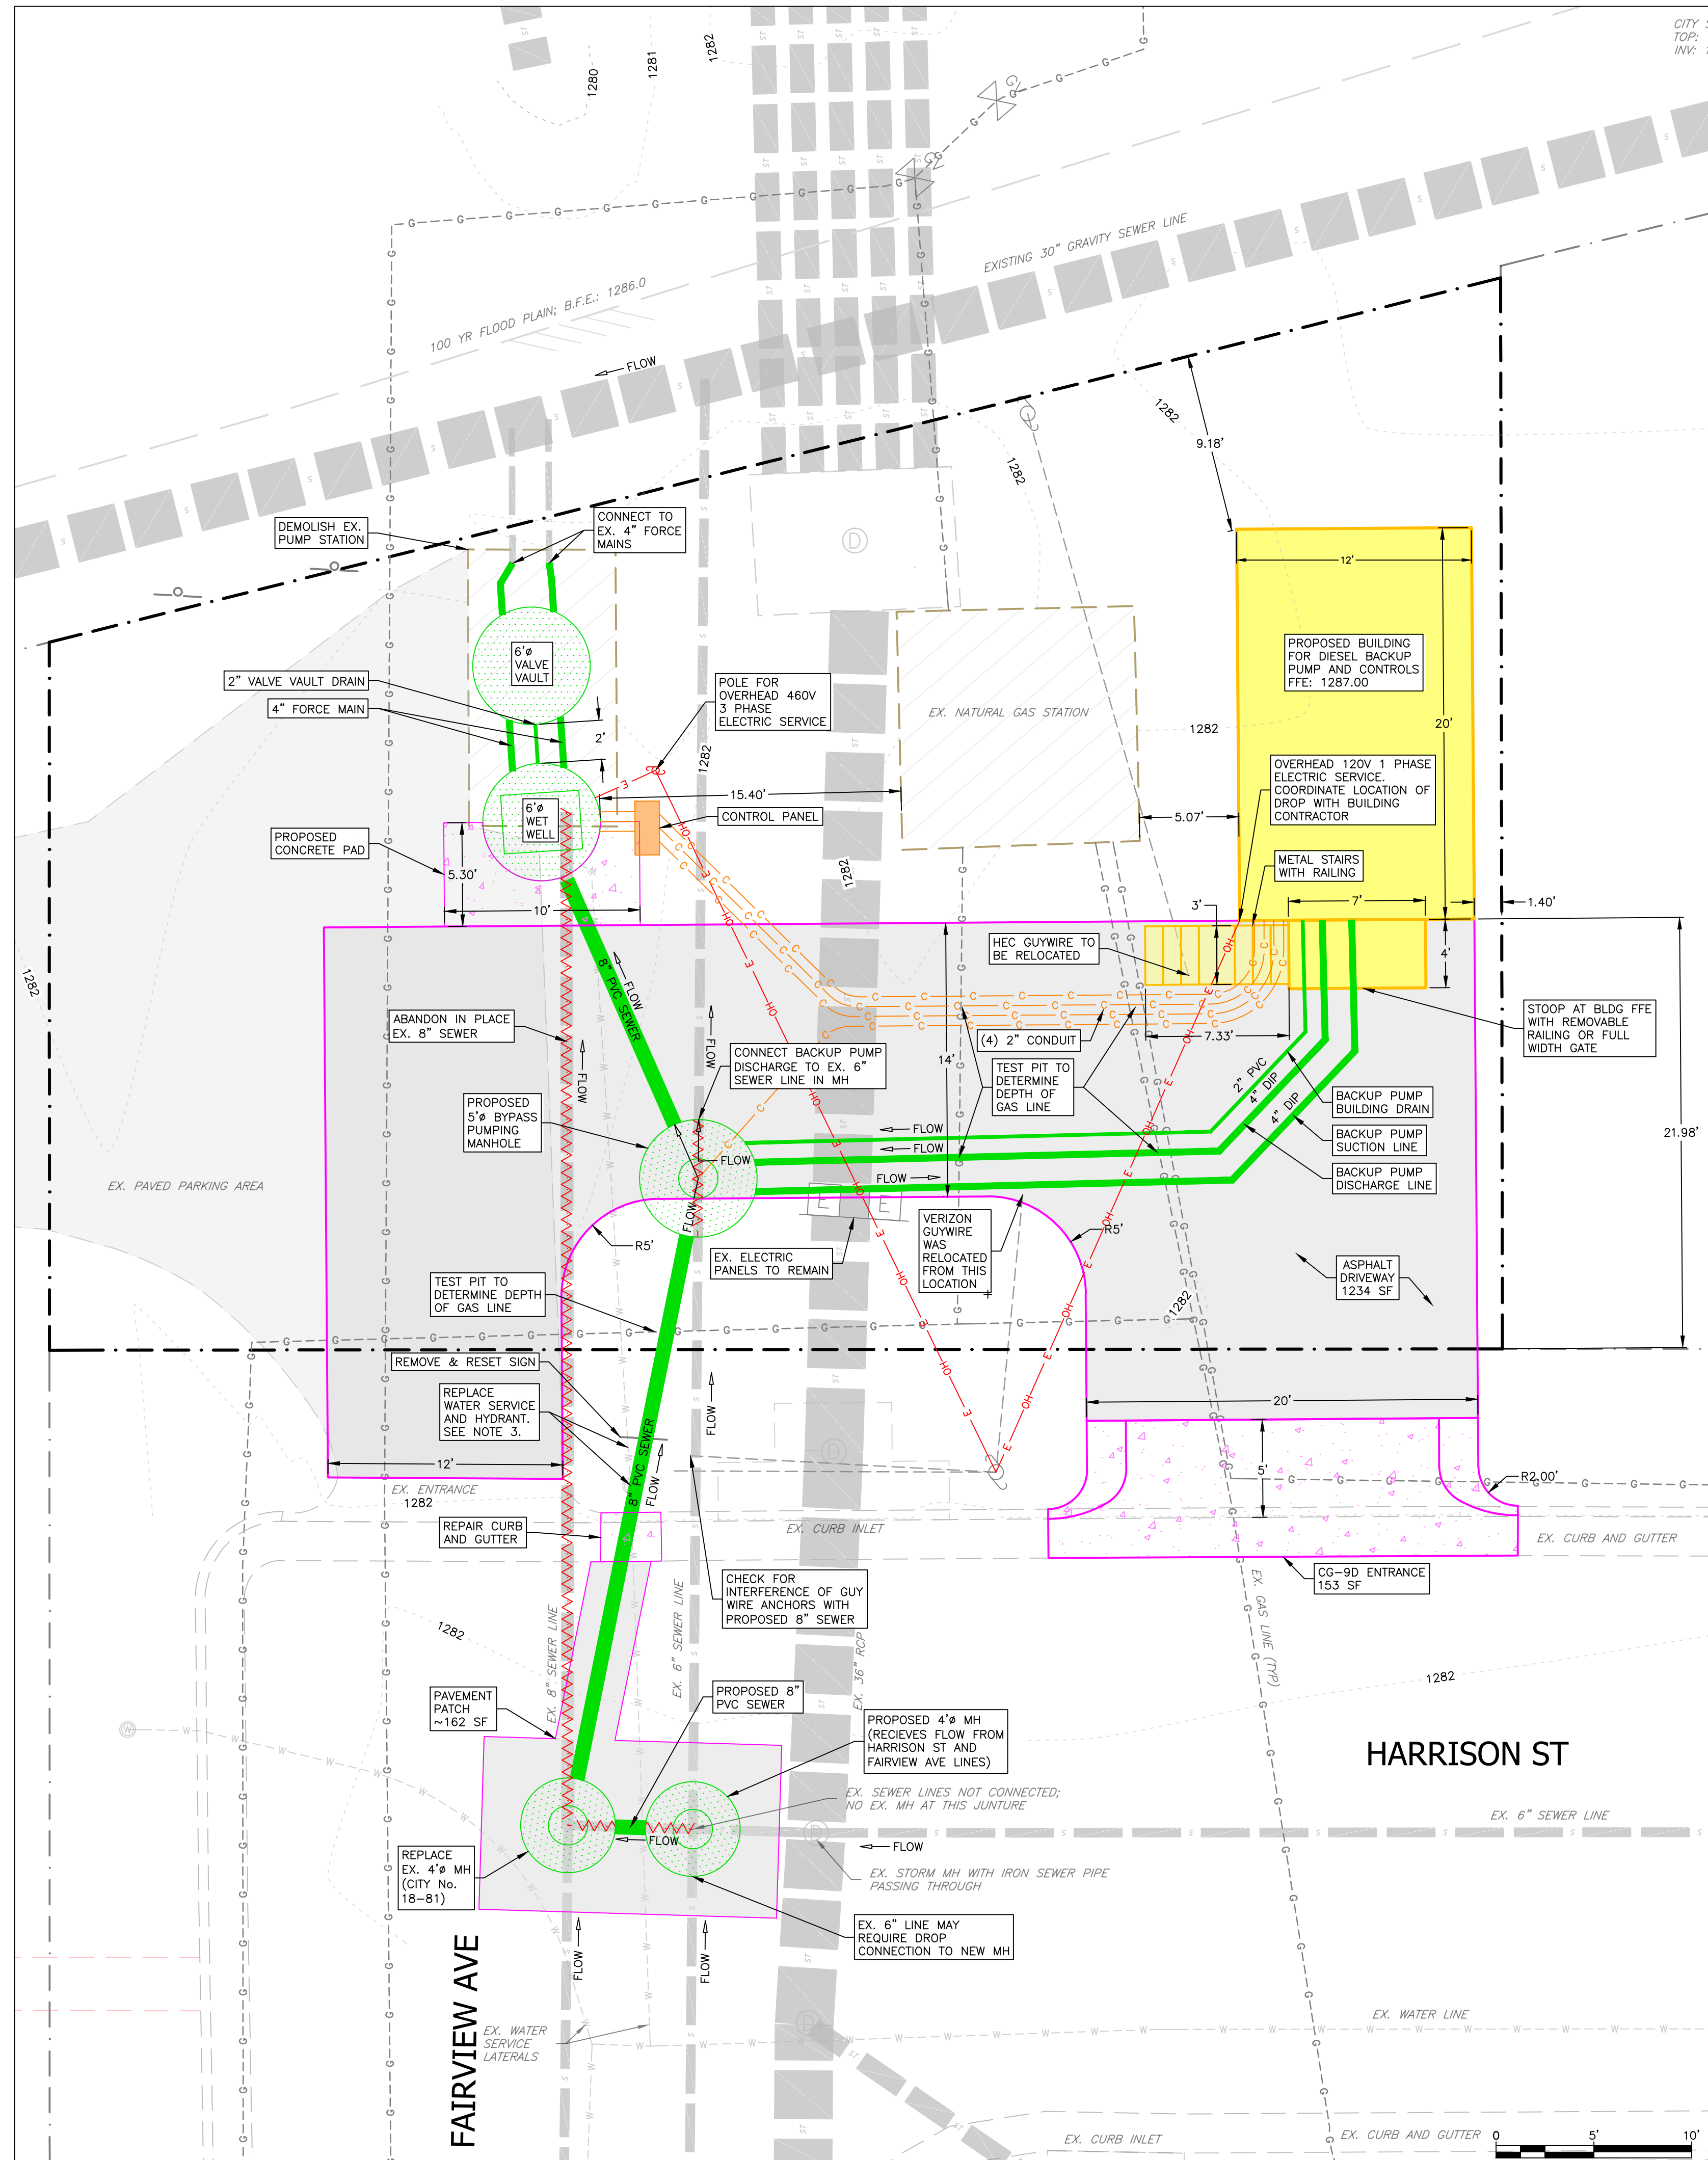 CITY
TOP:
INV:
1280
1281
1282
EXISTING 30" GRAVITY SEWER LINE
100 YR FLOOD PLAIN; B.F.E.: 1286.0
FLOW
1282
9.18'
1282
DEMOLISH EX.
PUMP STATION
CONNECT TO
EX. 4" FORCE
MAINS
D
12'
6'ø
VALVE
VAULT
PROPOSED BUILDING
FOR DIESEL BACKUP
PUMP AND CONTROLS
FFE: 1287.00
2" VALVE VAULT DRAIN
4" FORCE MAIN
POLE FOR
OVERHEAD 460V
3 PHASE
ELECTRIC SERVICE
EX. NATURAL GAS STATION
1282
20'
2'
1282
OVERHEAD 120V 1 PHASE
ELECTRIC SERVICE.
COORDINATE LOCATION OF
DROP WITH BUILDING
CONTRACTOR
15.40'
6'ø
WET
WELL
CONTROL PANEL
5.07'
PROPOSED
CONCRETE PAD
5.30'
1282
METAL STAIRS
WITH RAILING
10'
3'
7'
1.40'
HEC GUYWIRE TO
BE RELOCATED
4'
1282
8" PVC SEWER
FLOW
ABANDON IN PLACE
EX. 8" SEWER
STOOP AT BLDG FFE
WITH REMOVABLE
RAILING OR FULL
WIDTH GATE
(4) 2" CONDUIT
7.33'
FLOW
FLOW
CONNECT BACKUP PUMP
DISCHARGE TO EX. 6"
SEWER LINE IN MH
14'
TEST PIT TO
DETERMINE
DEPTH OF
GAS LINE
2" PVC
4" DIP
4" DIP
BACKUP PUMP
BUILDING DRAIN
PROPOSED
5'ø BYPASS
PUMPING
MANHOLE
FLOW
FLOW
FLOW
FLOW
BACKUP PUMP
SUCTION LINE
21.98'
BACKUP PUMP
DISCHARGE LINE
EX. PAVED PARKING AREA
E
E
FLOW
R5'
EX. ELECTRIC
PANELS TO REMAIN
VERIZON
GUYWIRE
WAS
RELOCATED
FROM THIS
LOCATION
R5'
ASPHALT
DRIVEWAY
1234 SF
TEST PIT TO
DETERMINE DEPTH
OF GAS LINE
1282
REMOVE & RESET SIGN
REPLACE
WATER SERVICE
AND HYDRANT.
SEE NOTE 3.
FLOW
20'
12'
8" PVC SEWER
FLOW
D
5'
R2.00'
EX. ENTRANCE
1282
REPAIR CURB
AND GUTTER
EX. CURB INLET
EX. CURB AND GUTTER
CHECK FOR
INTERFERENCE OF GUY
WIRE ANCHORS WITH
PROPOSED 8" SEWER
CG-9D ENTRANCE
153 SF
EX. 8" SEWER LINE
EX. 6" SEWER LINE
EX. 36" RCP
EX. GAS LINE (TYP)
1282
1282
PAVEMENT
PATCH
~162 SF
PROPOSED 8"
PVC SEWER
PROPOSED 4'ø MH
(RECIEVES FLOW FROM
HARRISON ST AND
FAIRVIEW AVE LINES)
HARRISON ST
EX. SEWER LINES NOT CONNECTED;
NO EX. MH AT THIS JUNTURE
EX. 6" SEWER LINE
FLOW
FLOW
D
REPLACE
EX. 4'ø MH
(CITY No.
18-81)
EX. STORM MH WITH IRON SEWER PIPE
PASSING THROUGH
EX. 6" LINE MAY
REQUIRE DROP
CONNECTION TO NEW MH
FLOW
FLOW
FAIRVIEW AVE
EX. WATER
SERVICE
LATERALS
EX. WATER LINE
D
EX. CURB INLET
EX. CURB AND GUTTER
0 5' 10'